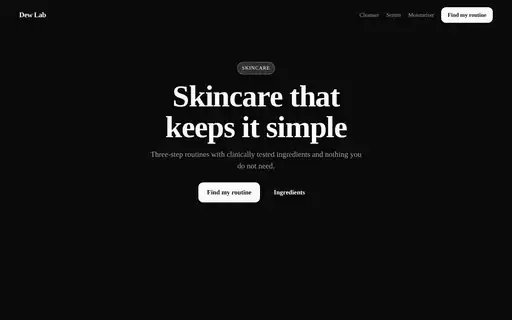 Dew Lab
Cleanser Serum Moisturiser Find my routine
SKINCARE
Skincare that
keeps it simple
Three-step routines with clinically tested ingredients and nothing you
do not need.
Find my routine Ingredients